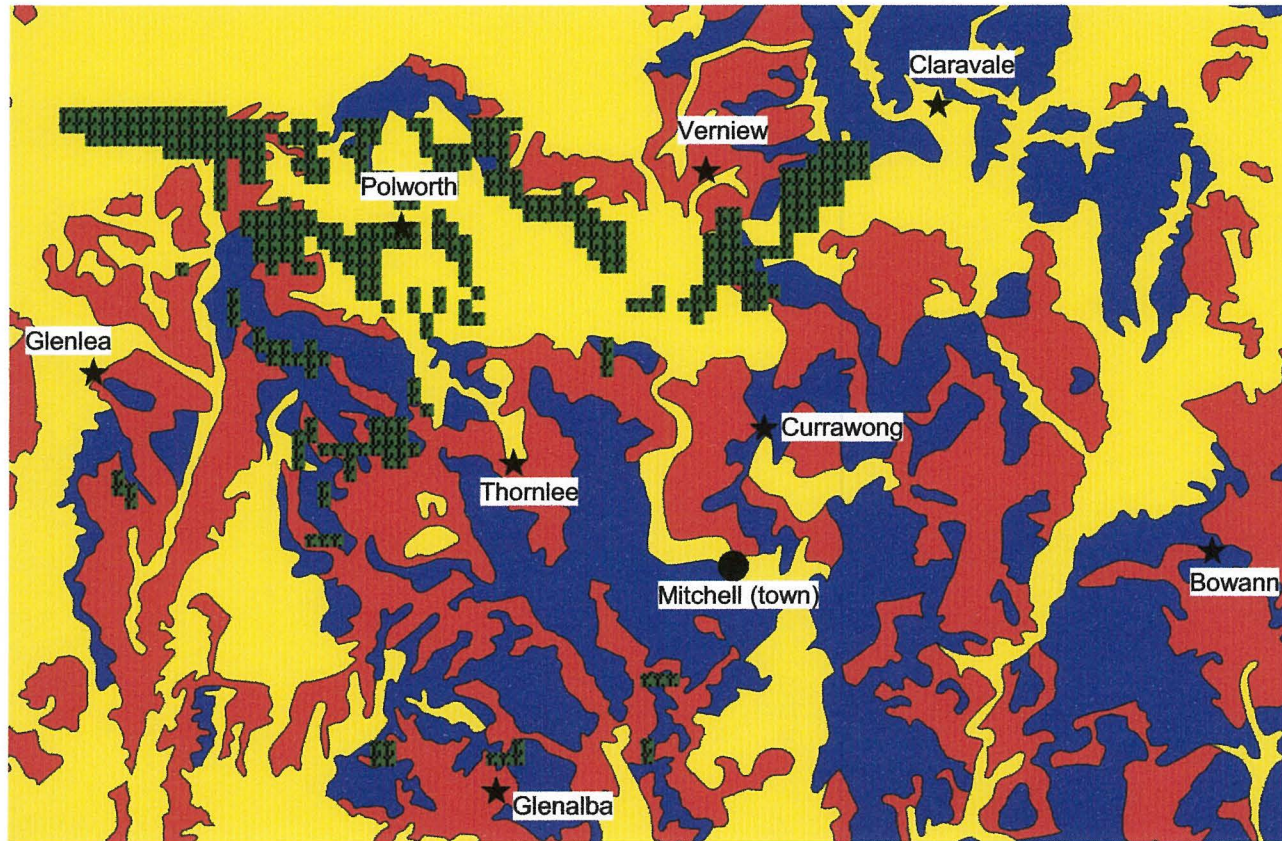 Claravale
Verniew
Polworth
Glenlea
Currawong
Thornlee
Bowann
Mitchell (town)
Glenalba